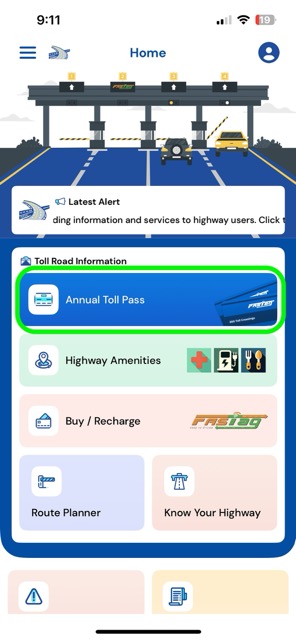 9:11
19
Home
FASTag
Latest Alert
ding information and services to highway users. Click t
Toll Road Information
Annual Toll Pass
FASTag
Highway Amenities
Buy / Recharge
FASTag
Route Planner
Know Your Highway